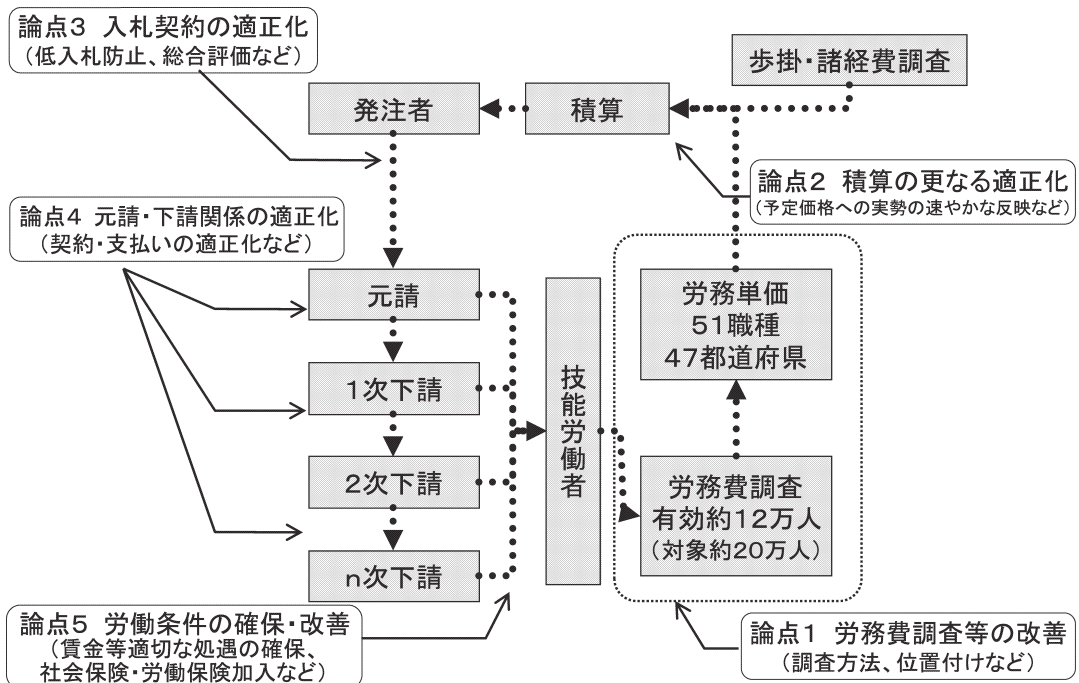 論点３ 入札契約の適正化
（低入札防止、総合評価など）
歩掛・諸経費調査
発注者
積算
論点２ 積算の更なる適正化
（予定価格への実勢の速やかな反映など）
論点４ 元請・下請関係の適正化
（契約・支払いの適正化など）
元請
１次下請
２次下請
n次下請
技能労働者
労務単価
５１職種
４７都道府県
労務費調査
有効約１２万人
（対象約２０万人）
論点５ 労働条件の確保・改善
（賃金等適切な処遇の確保、
社会保険・労働保険加入など）
論点１ 労務費調査等の改善
（調査方法、位置付けなど）